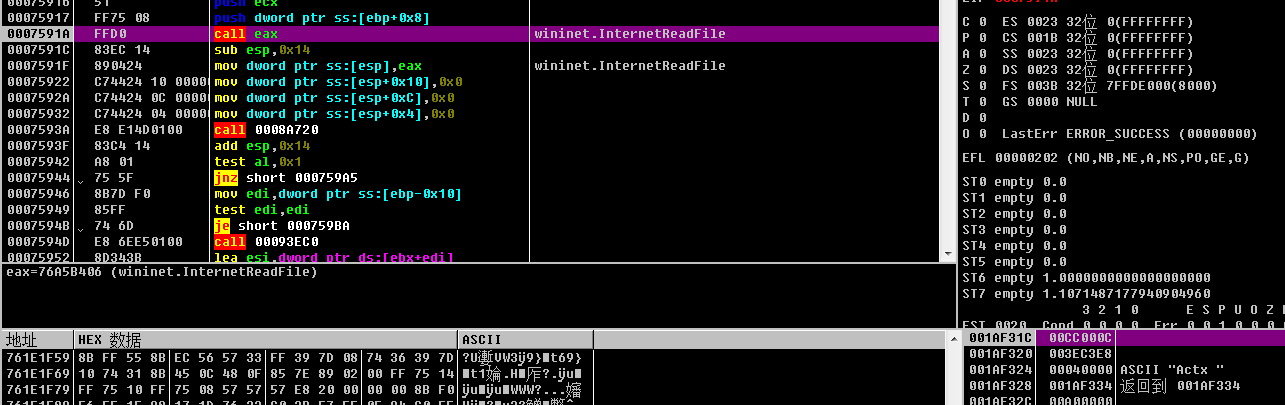 00075916 51 push ecx
00075917 FF75 08 push dword ptr ss:[ebp+0x8]
0007591A FFD0 call eax wininet.InternetReadFile
0007591C 83EC 14 sub esp,0x14
0007591F 890424 mov dword ptr ss:[esp],eax wininet.InternetReadFile
00075922 C74424 10 0000 mov dword ptr ss:[esp+0x10],0x0
0007592A C74424 0C 0000 mov dword ptr ss:[esp+0xC],0x0
00075932 C74424 04 0000 mov dword ptr ss:[esp+0x4],0x0
0007593A E8 E14D0100 call 0008A720
0007593F 83C4 14 add esp,0x14
00075942 A8 01 test al,0x1
00075944 75 5F jnz short 000759A5
00075946 8B7D F0 mov edi,dword ptr ss:[ebp-0x10]
00075949 85FF test edi,edi
0007594B 74 6D je short 000759BA
0007594D E8 6EE50100 call 00093EC0
00075952 8D343B lea esi,dword ptr ds:[ebx+edi]
eax=76A5B406 (wininet.InternetReadFile)
C 0 ES 0023 32位 0(FFFFFFFF)
P 0 CS 001B 32位 0(FFFFFFFF)
A 0 SS 0023 32位 0(FFFFFFFF)
Z 0 DS 0023 32位 0(FFFFFFFF)
S 0 FS 003B 32位 7FFDE000(8000)
T 0 GS 0000 NULL
D 0
O 0 LastErr ERROR_SUCCESS (00000000)
EFL 00000202 (NO,NB,NE,A,NS,PO,GE,G)
ST0 empty 0.0
ST1 empty 0.0
ST2 empty 0.0
ST3 empty 0.0
ST4 empty 0.0
ST5 empty 0.0
ST6 empty 1.0000000000000000000
ST7 empty 1.1071487177940904960
3 2 1 0 E S P U O Z
FST 0020 Cond 0 0 0 0 Err 0 0 1 0 0 0
地址 HEX 数据 ASCII
761E1F59 8B FF 55 8B EC 56 57 33 FF 39 7D 08 74 36 39 7D
761E1F69 10 74 31 8B 45 0C 48 0F 85 7E 89 02 00 FF 75 14
761E1F79 FF 75 10 FF 75 08 57 57 57 E8 20 00 00 00 8B F0
001AF31C 00CC000C
001AF320 003EC3E8
001AF324 00040000 ASCII "Actx "
001AF328 001AF334 返回到 001AF334
001AF32C 00A00000